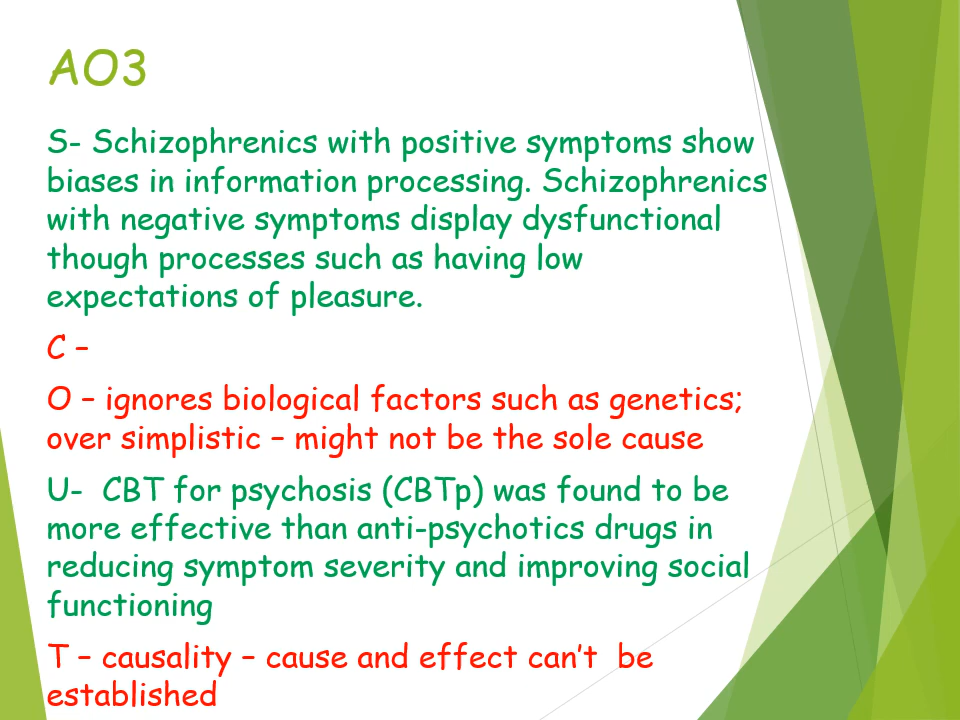 AO3
S- Schizophrenics with positive symptoms show
biases in information processing. Schizophrenics
with negative symptoms display dysfunctional
though processes such as having low
expectations of pleasure.
C –
O – ignores biological factors such as genetics;
over simplistic – might not be the sole cause
U-  CBT for psychosis (CBTp) was found to be
more effective than anti-psychotics drugs in
reducing symptom severity and improving social
functioning
T – causality – cause and effect can’t  be
established